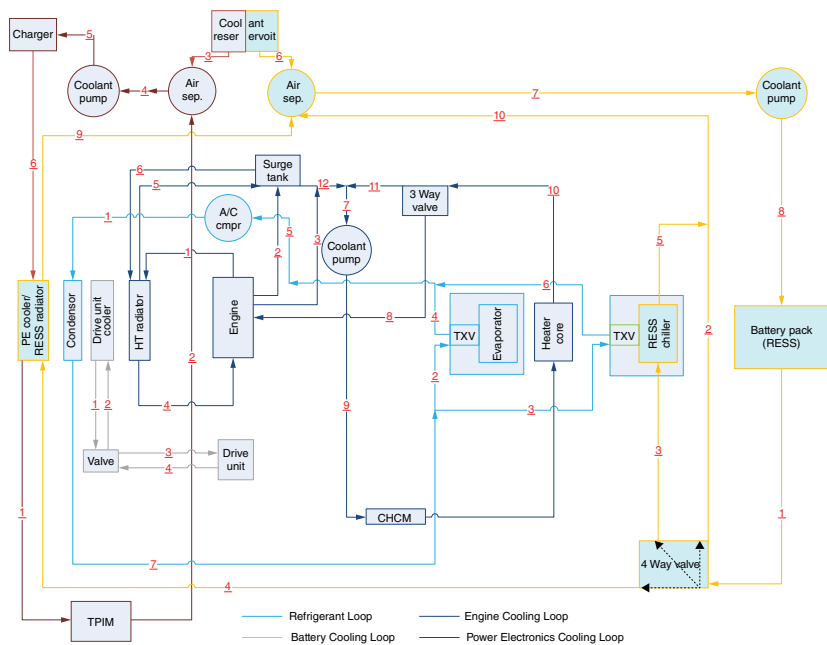 Charger
5
Cool ant
reser ervoit
3
6
Coolant
pump
4
Air
sep.
Air
sep.
7
Coolant
pump
9
10
6
6
5
Surge
tank
12
11
3 Way
valve
10
8
1
A/C
cmpr
5
7
3
2
Coolant
pump
1
5
6
PE cooler/
RESS radiator
Condensor
Drive unit
cooler
HT radiator
Engine
8
4
TXV
Evaporator
Heater
core
TXV
RESS
chiller
2
Battery pack
(RESS)
2
2
1
2
4
9
3
3
Valve
3
4
Drive
unit
1
CHCM
1
7
4 Way valve
4
TPIM
Refrigerant Loop
Engine Cooling Loop
Battery Cooling Loop
Power Electronics Cooling Loop